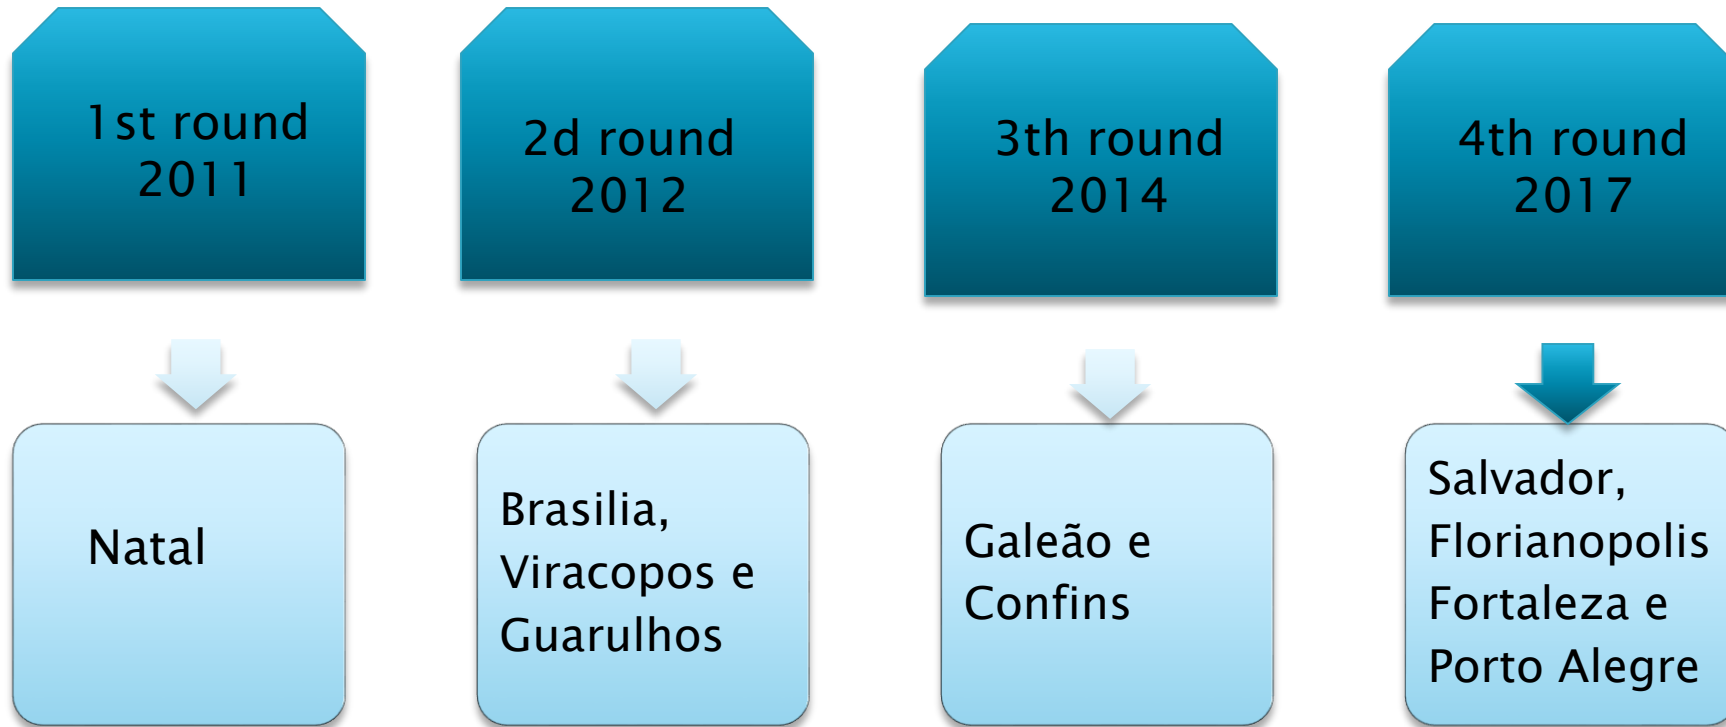 1st round
2011
2d round
2012
3th round
2014
4th round
2017
Natal
Brasilia,
Viracopos e
Guarulhos
Galeão e
Confins
Salvador,
Florianopolis
Fortaleza e
Porto Alegre